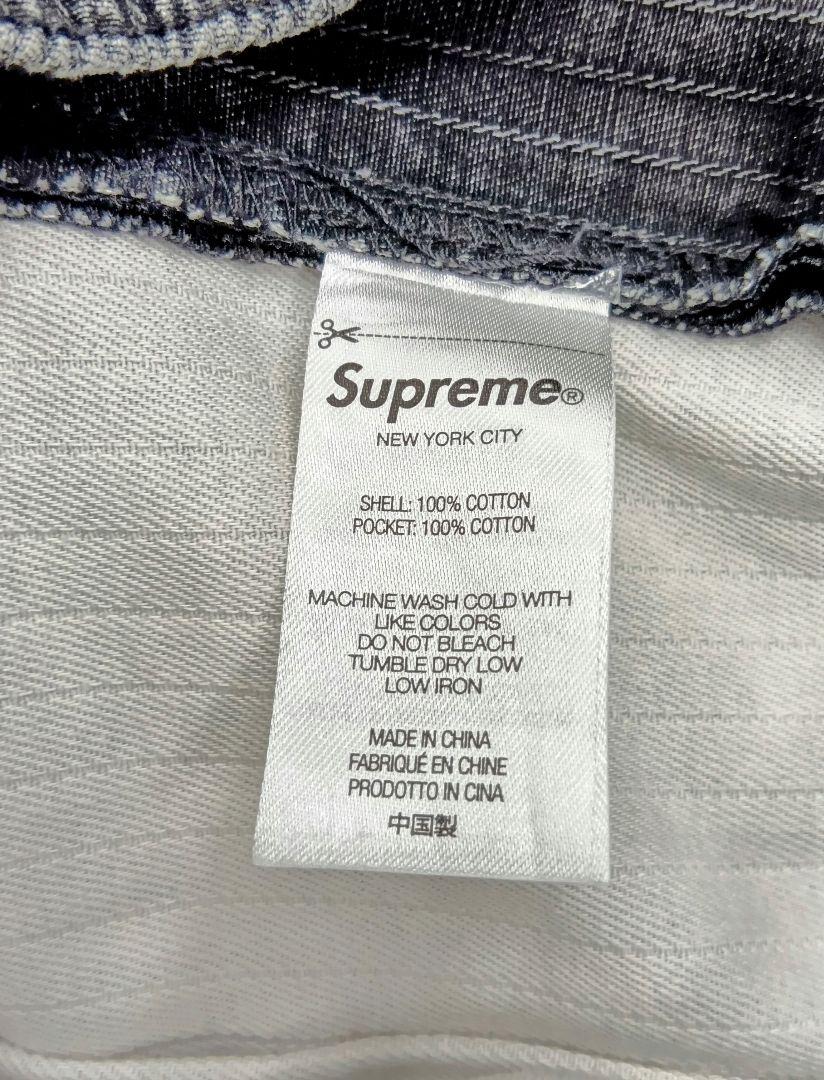 Supreme®
NEW YORK CITY
SHELL: 100% COTTON
POCKET: 100% COTTON
MACHINE WASH COLD WITH
LIKE COLORS
DO NOT BLEACH
TUMBLE DRY LOW
LOW IRON
MADE IN CHINA
FABRIQUÉ EN CHINE
PRODOTTO IN CINA
中国製